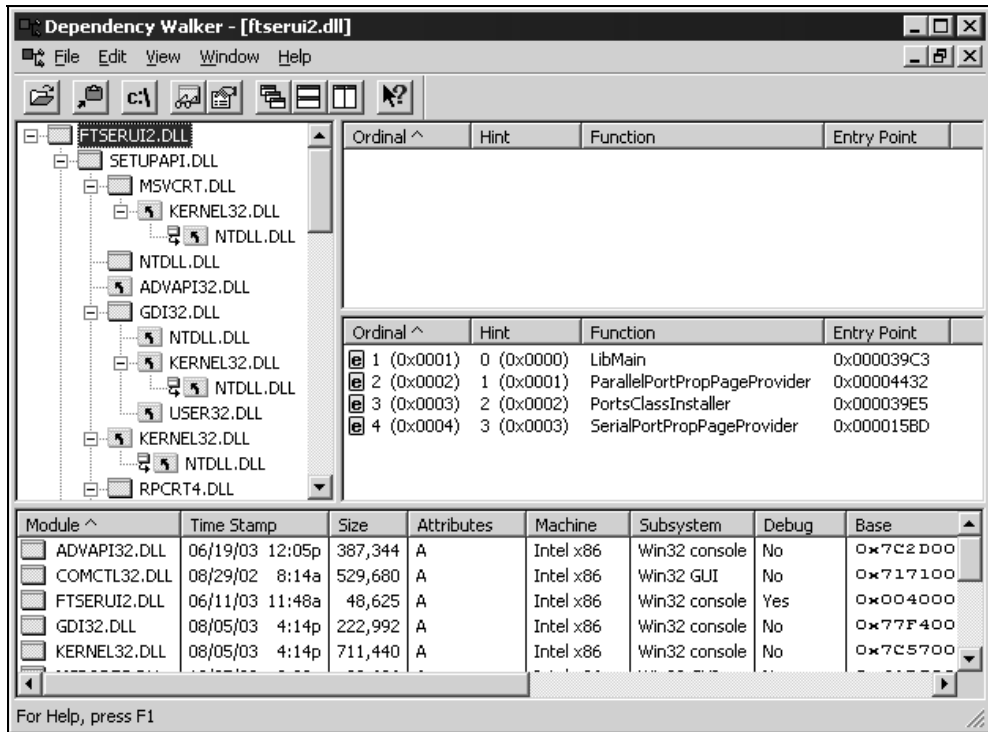 Dependency Walker - [ftserui2.dll]
File Edit View Window Help
c:\
FTSERUI2.DLL
SETUPAPI.DLL
MSVCRT.DLL
KERNEL32.DLL
NTDLL.DLL
NTDLL.DLL
ADVAPI32.DLL
GDI32.DLL
NTDLL.DLL
KERNEL32.DLL
NTDLL.DLL
USER32.DLL
KERNEL32.DLL
NTDLL.DLL
RPCRT4.DLL
Ordinal ^ Hint Function Entry Point
Ordinal ^ Hint Function Entry Point
e 1 (0x0001) 0 (0x0000) LibMain 0x000039C3
e 2 (0x0002) 1 (0x0001) ParallelPortPropPageProvider 0x00004432
e 3 (0x0003) 2 (0x0002) PortsClassInstaller 0x000039E5
e 4 (0x0004) 3 (0x0003) SerialPortPropPageProvider 0x000015BD
Module ^ Time Stamp Size Attributes Machine Subsystem Debug Base
ADVAPI32.DLL 06/19/03 12:05p 387,344 A Intel x86 Win32 console No 0x7C2D00
COMCTL32.DLL 08/29/02 8:14a 529,680 A Intel x86 Win32 GUI No 0x717100
FTSERUI2.DLL 06/11/03 11:48a 48,625 A Intel x86 Win32 console Yes 0x004000
GDI32.DLL 08/05/03 4:14p 222,992 A Intel x86 Win32 console No 0x77F400
KERNEL32.DLL 08/05/03 4:14p 711,440 A Intel x86 Win32 console No 0x7C5700
For Help, press F1